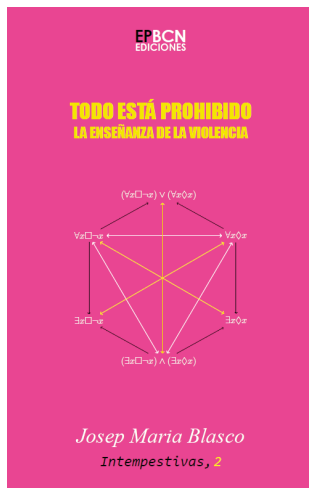 EPBCN
EDICIONES
TODO ESTÁ PROHIBIDO
LA ENSEÑANZA DE LA VIOLENCIA
(∀x□¬x) ∨ (∀x◊x)
∀x□¬x
∀x◊x
∃x□¬x
∃x◊x
(∃x□¬x) ∧ (∃x◊x)
Josep Maria Blasco
Intempestivas, 2